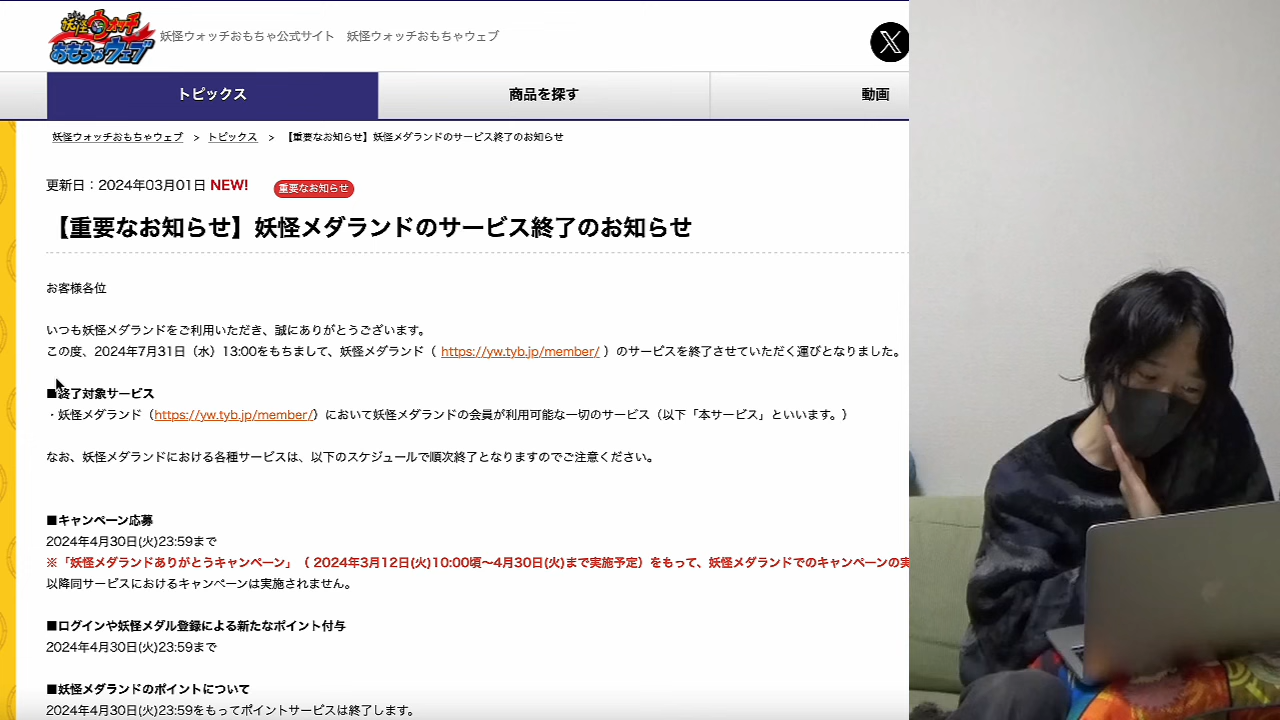 妖怪ウォッチ
おもちゃウェブ
妖怪ウォッチおもちゃ公式サイト　妖怪ウォッチおもちゃウェブ
トピックス
商品を探す
動画
妖怪ウォッチおもちゃウェブ > トピックス > 【重要なお知らせ】妖怪メダランドのサービス終了のお知らせ
更新日：2024年03月01日 NEW! 重要なお知らせ
【重要なお知らせ】妖怪メダランドのサービス終了のお知らせ
お客様各位
いつも妖怪メダランドをご利用いただき、誠にありがとうございます。
この度、2024年7月31日（水）13:00をもちまして、妖怪メダランド（ https://yw.tyb.jp/member/ ）のサービスを終了させていただく運びとなりました。
■終了対象サービス
・妖怪メダランド（https://yw.tyb.jp/member/）において妖怪メダランドの会員が利用可能な一切のサービス（以下「本サービス」といいます。）
なお、妖怪メダランドにおける各種サービスは、以下のスケジュールで順次終了となりますのでご注意ください。
■キャンペーン応募
2024年4月30日(火)23:59まで
※「妖怪メダランドありがとうキャンペーン」（ 2024年3月12日(火)10:00頃〜4月30日(火)まで実施予定）をもって、妖怪メダランドでのキャンペーンの実
以降同サービスにおけるキャンペーンは実施されません。
■ログインや妖怪メダル登録による新たなポイント付与
2024年4月30日(火)23:59まで
■妖怪メダランドのポイントについて
2024年4月30日(火)23:59をもってポイントサービスは終了します。